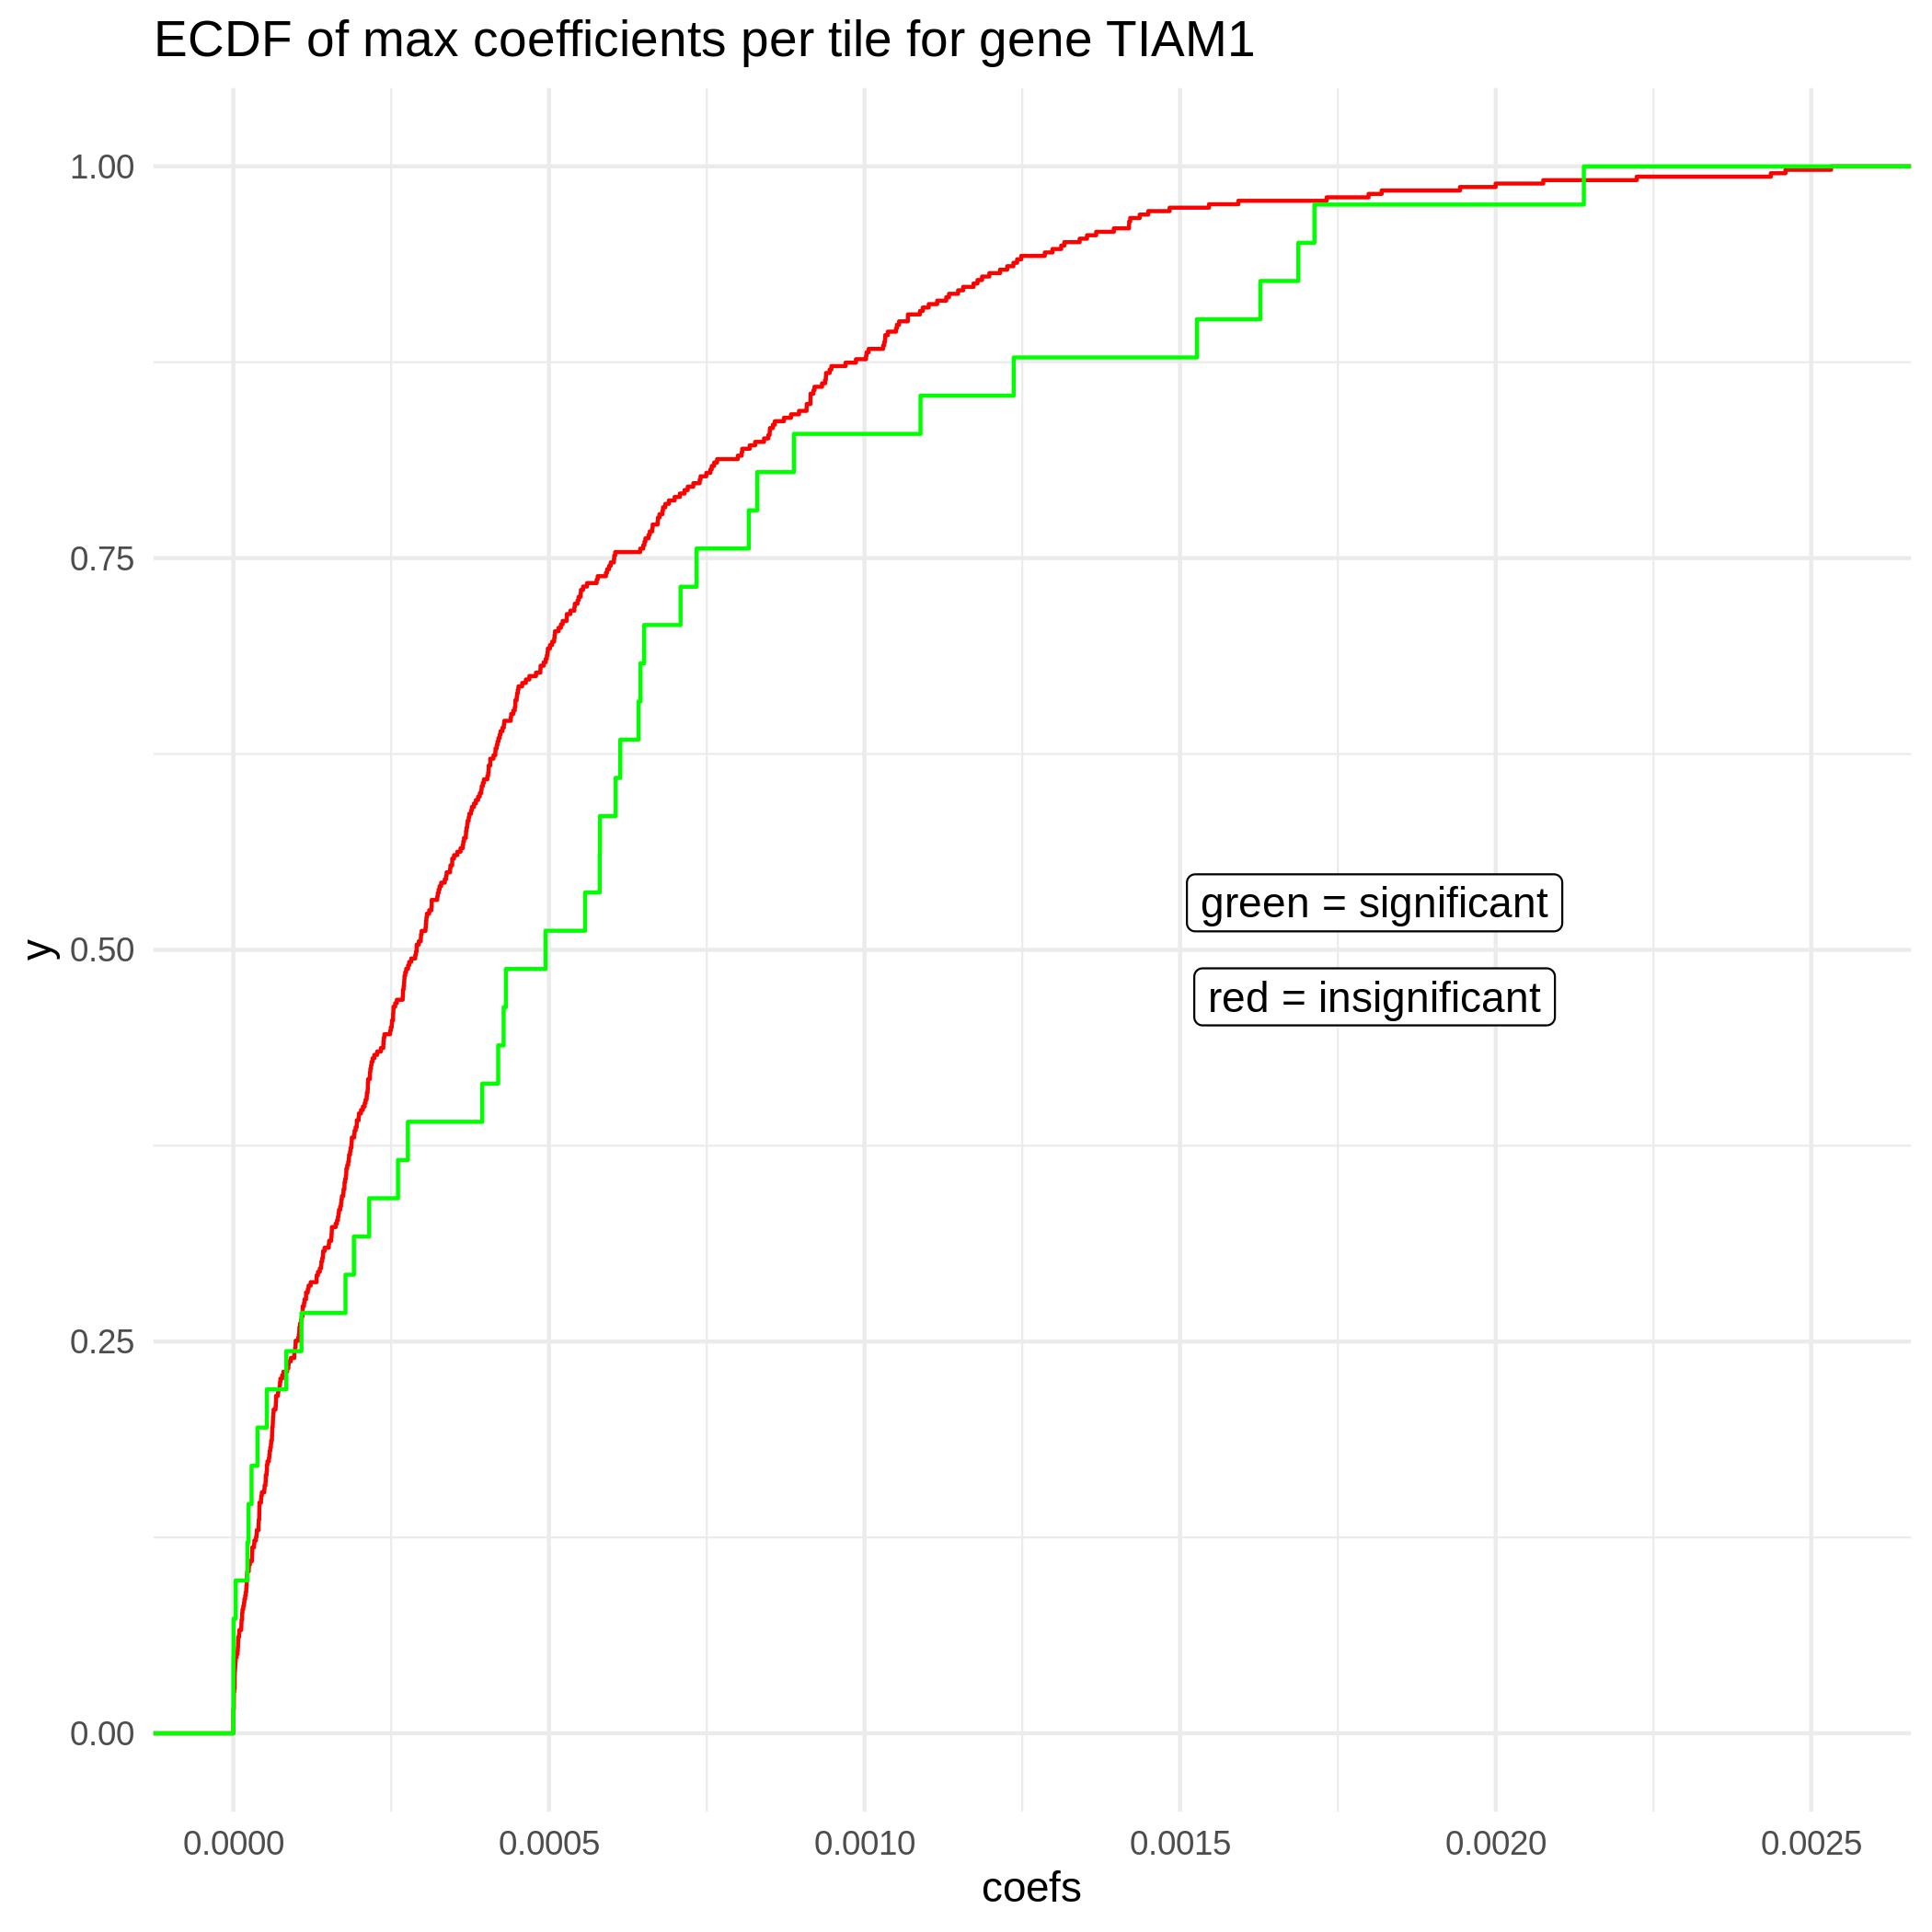 ECDF of max coefficients per tile for gene TIAM1
1.00
0.75
0.50
0.25
0.00
y
green = significant
red = insignificant
0.0000 0.0005 0.0010 0.0015 0.0020 0.0025
coefs